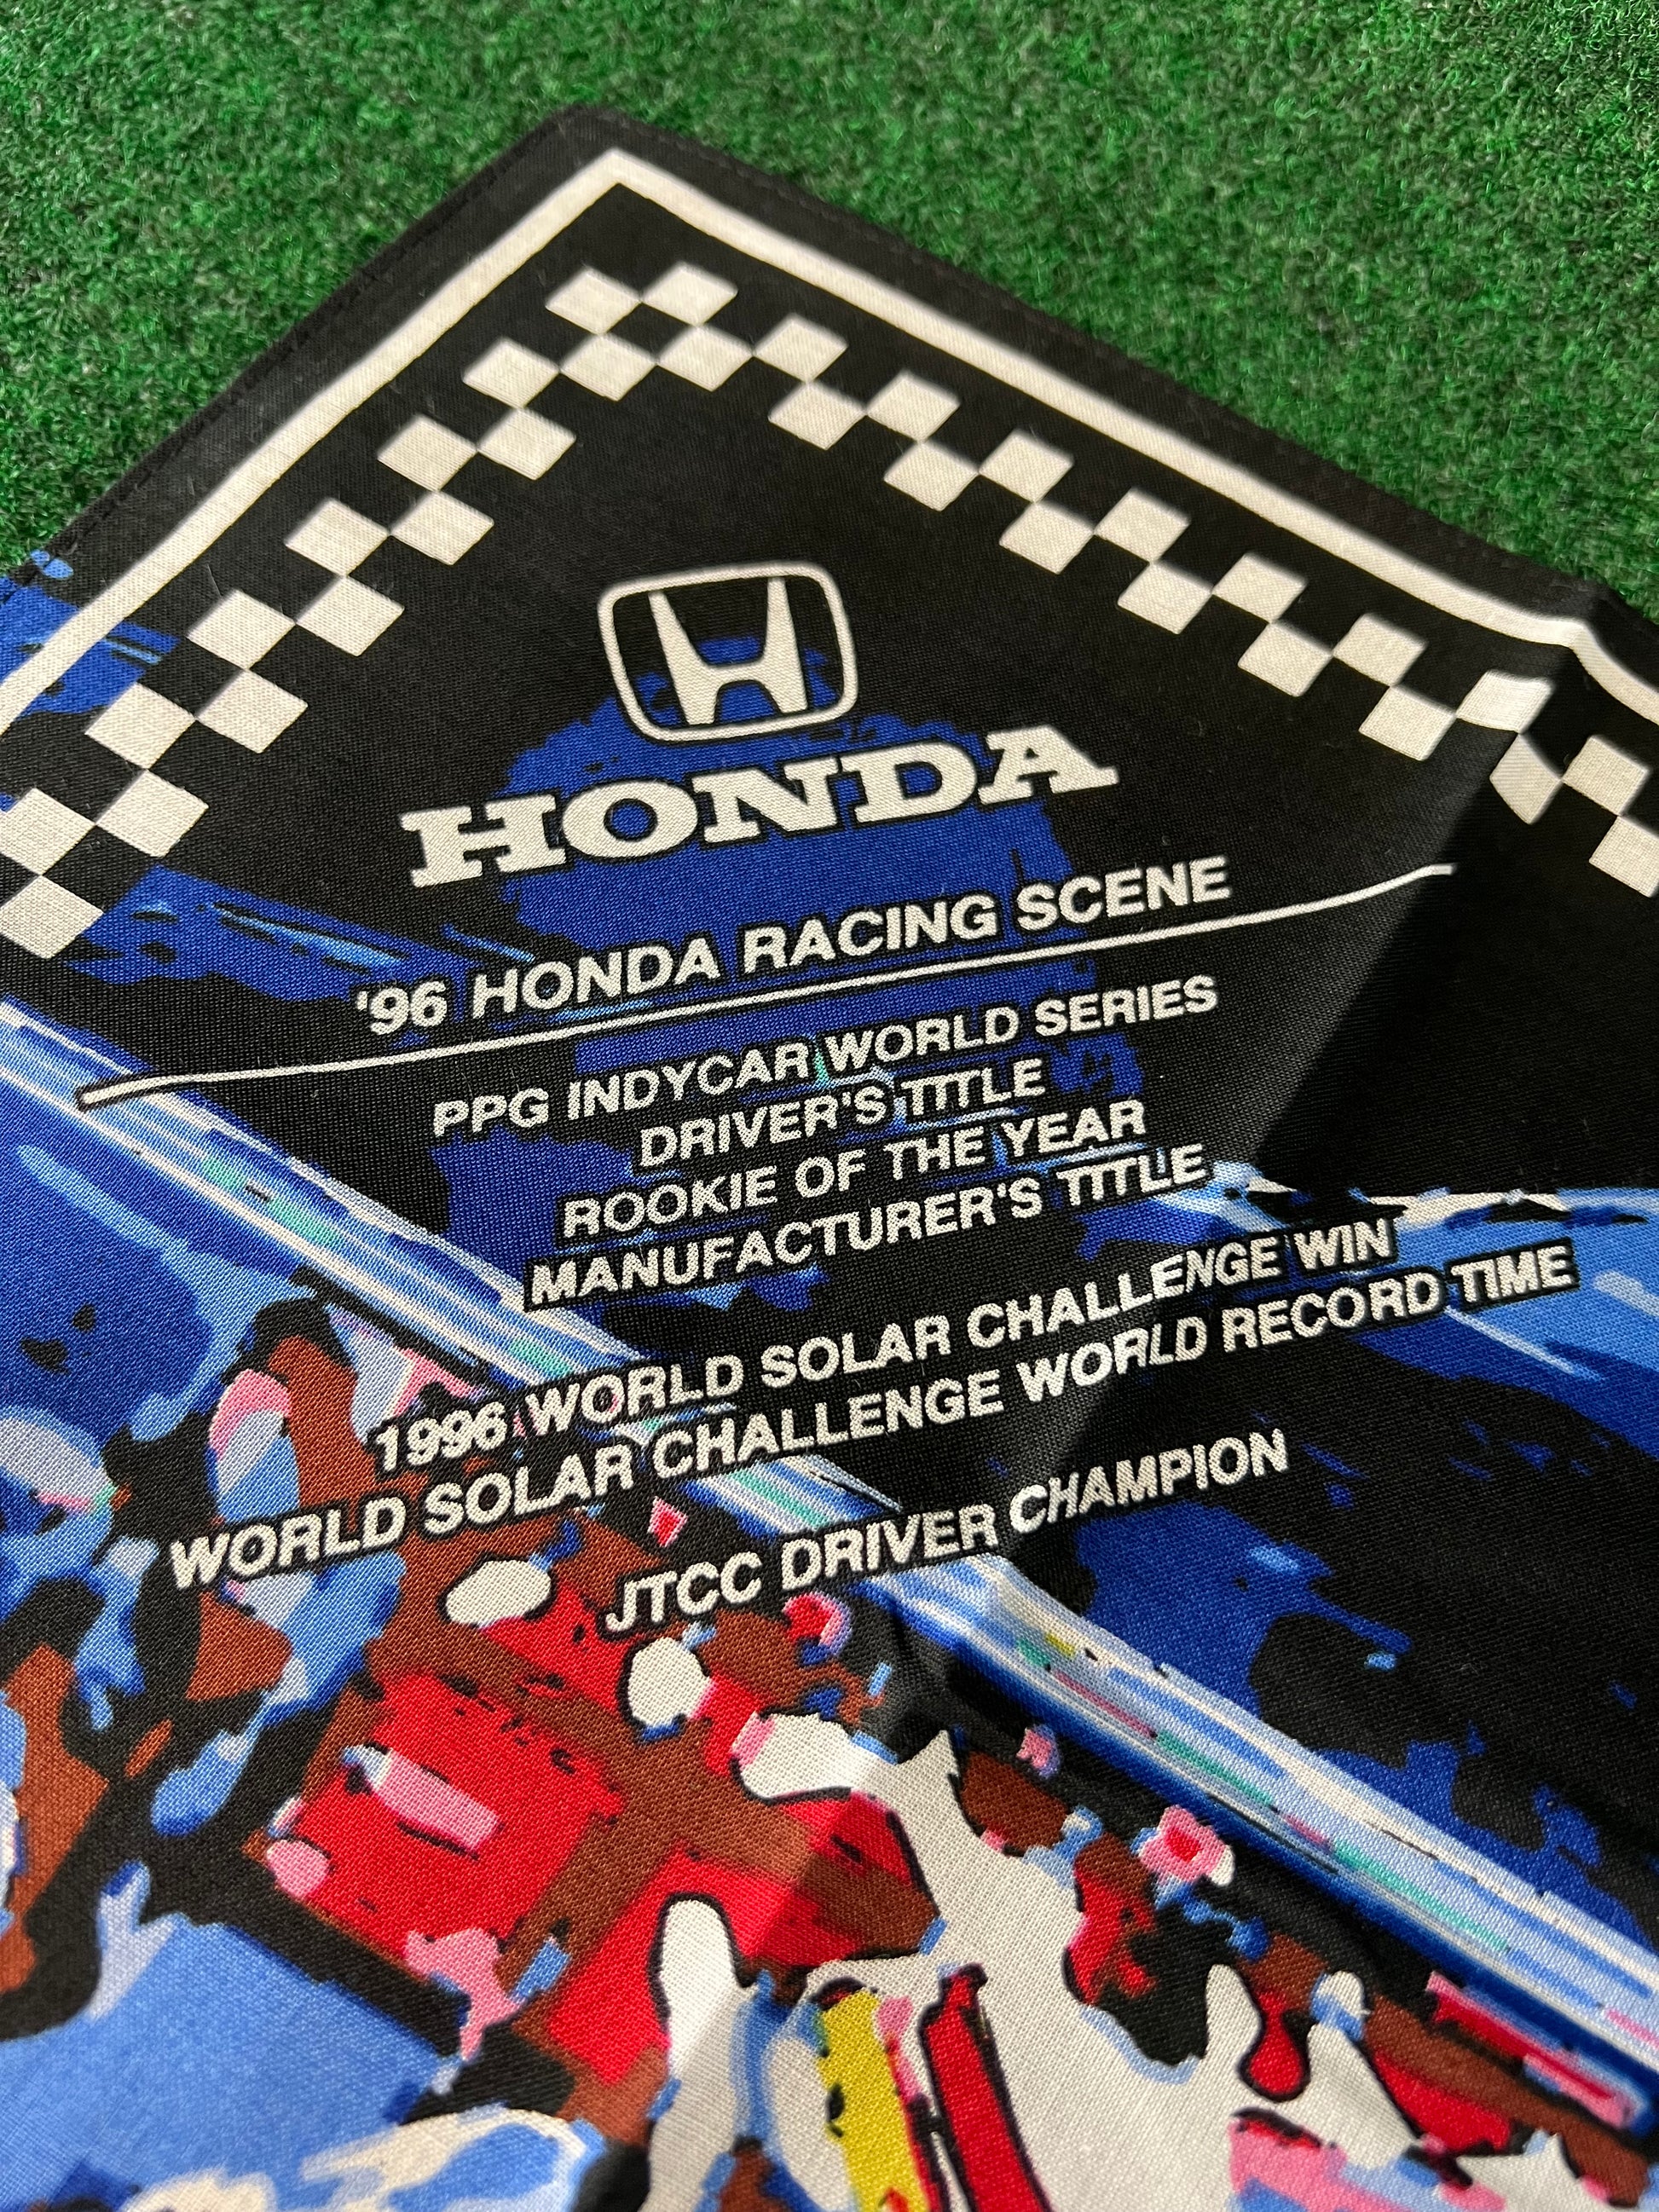 HONDA
'96 HONDA RACING SCENE
PPG INDYCAR WORLD SERIES
DRIVER'S TITLE
ROOKIE OF THE YEAR
MANUFACTURER'S TITLE
1996 WORLD SOLAR CHALLENGE WIN
WORLD SOLAR CHALLENGE WORLD RECORD TIME
JTCC DRIVER CHAMPION